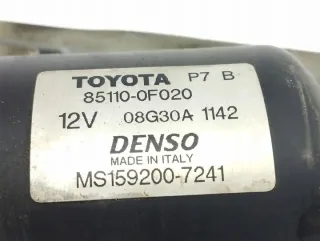 TOYOTA P7 B
85110-0F020
12V 08G30A 1142
DENSO
MADE IN ITALY
MS159200-7241